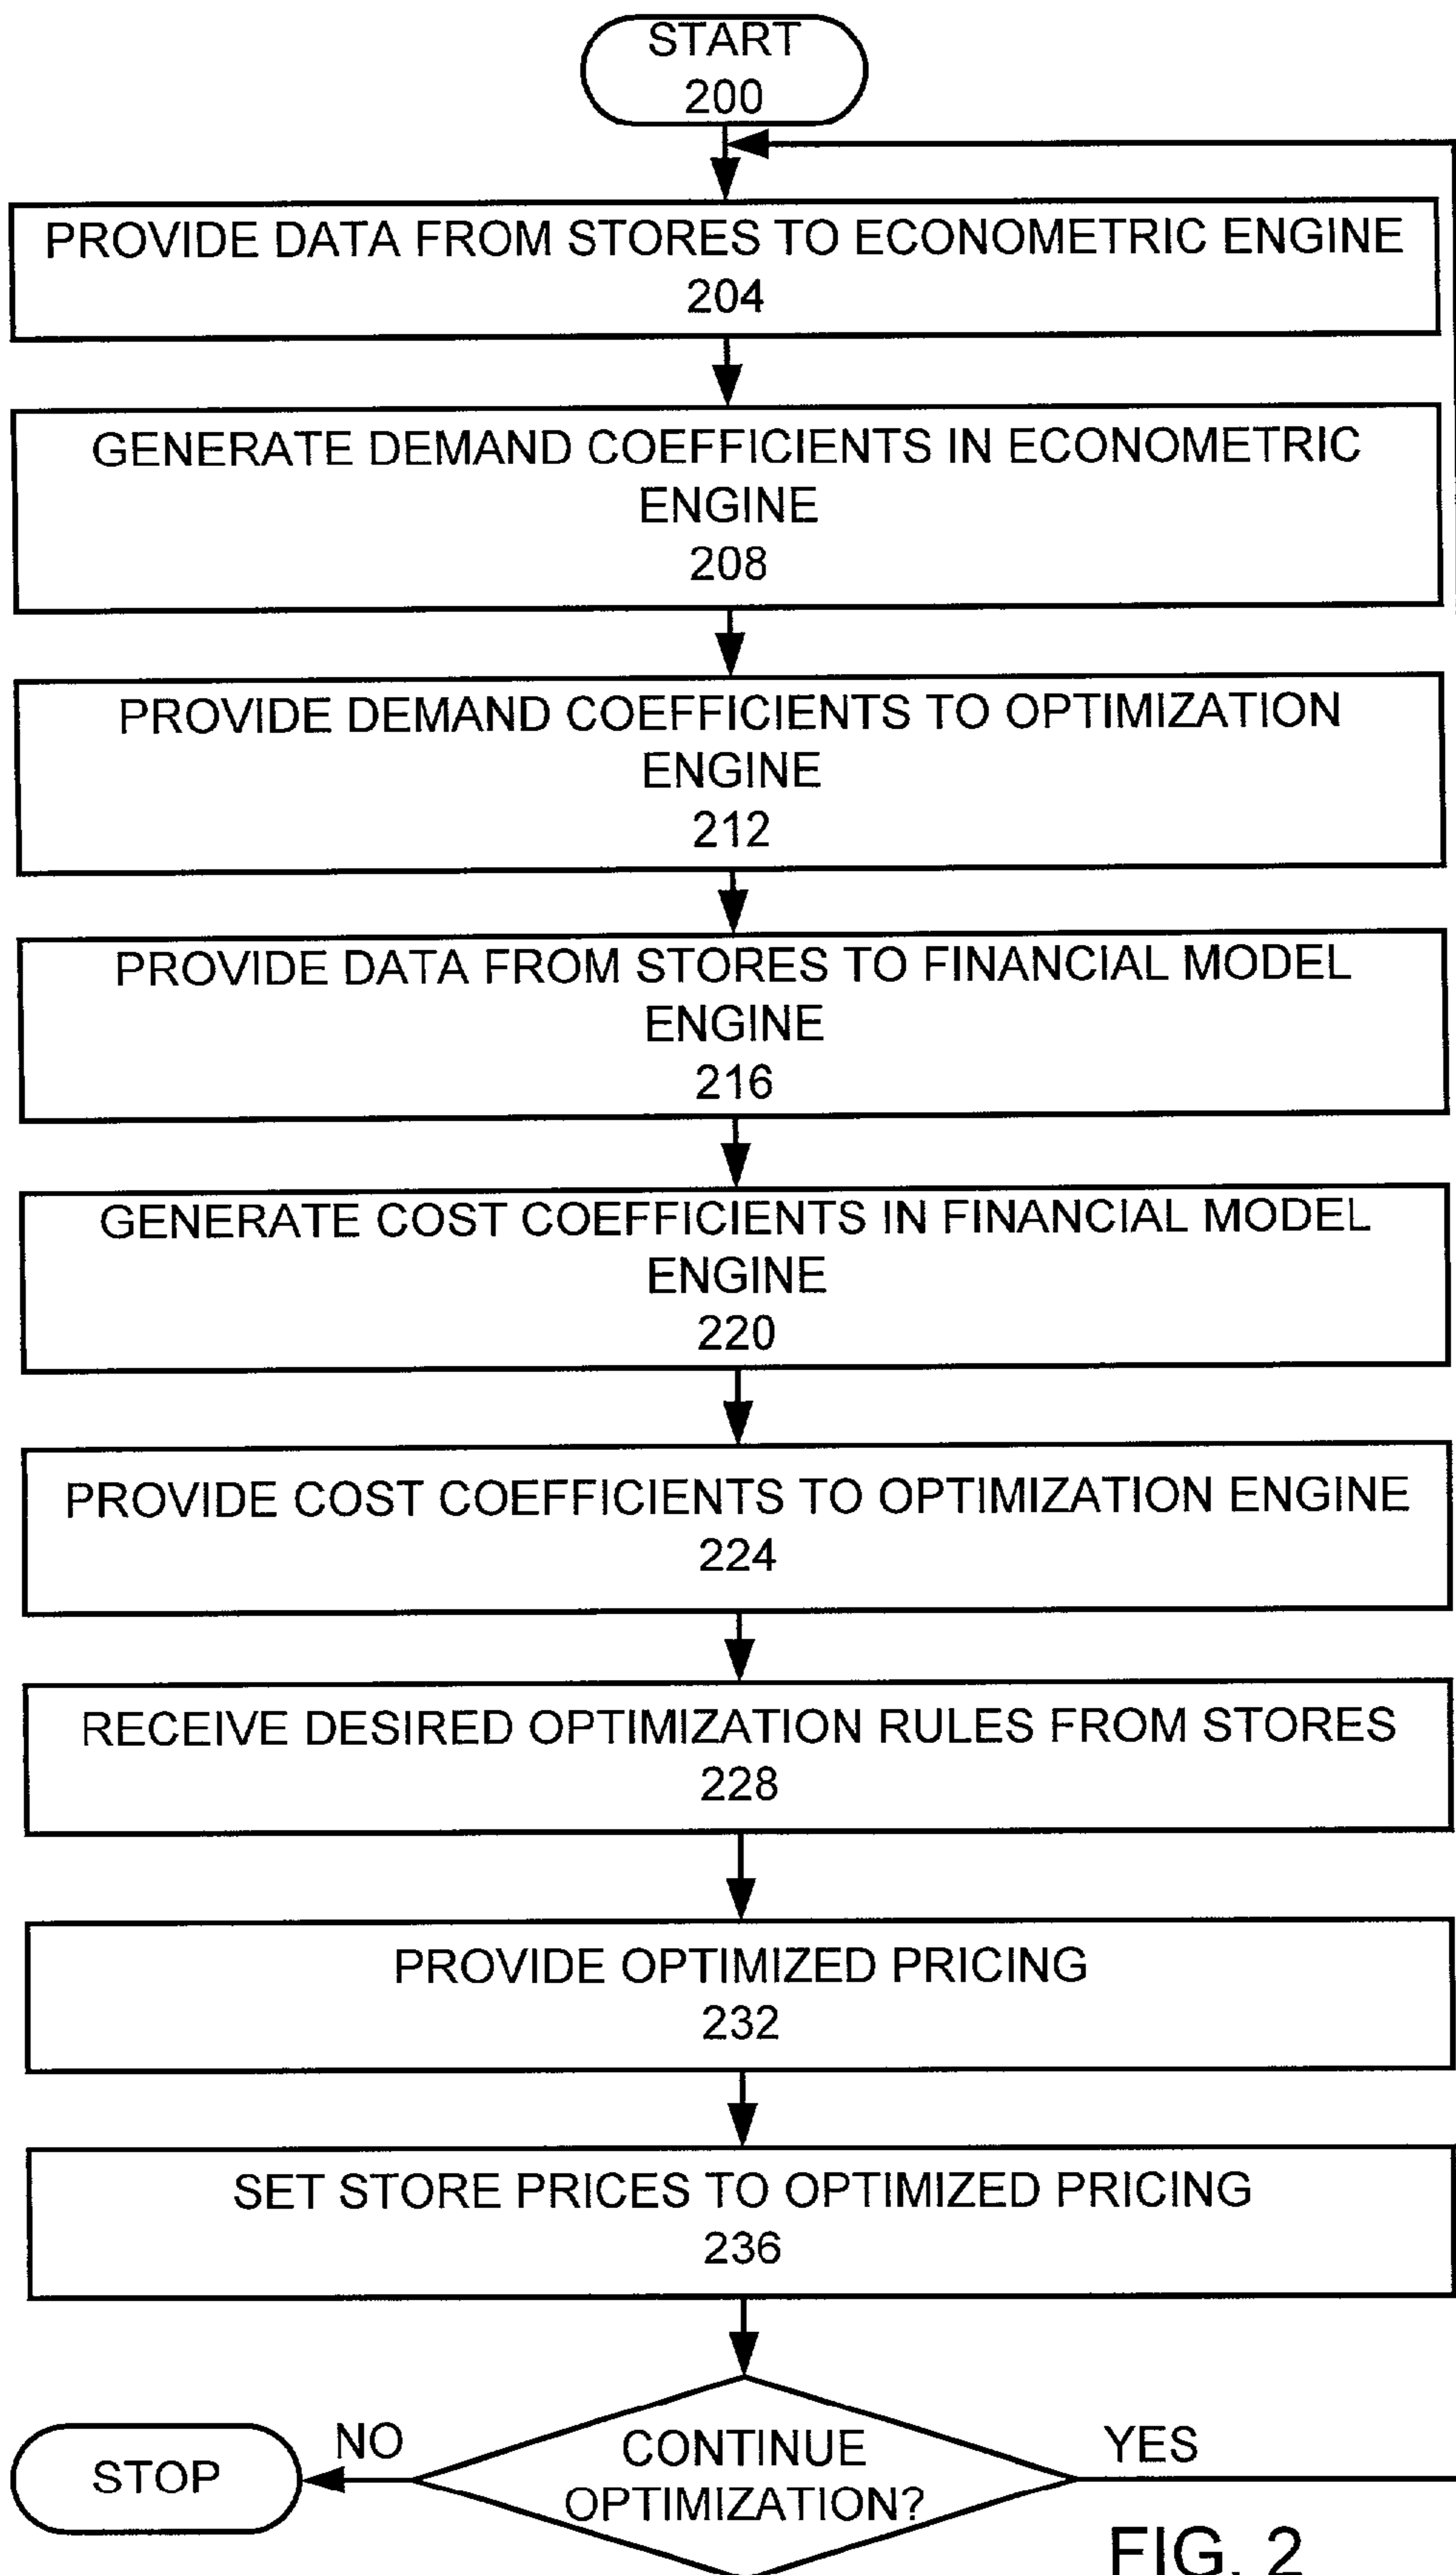 START
200
PROVIDE DATA FROM STORES TO ECONOMETRIC ENGINE
204
GENERATE DEMAND COEFFICIENTS IN ECONOMETRIC
ENGINE
208
PROVIDE DEMAND COEFFICIENTS TO OPTIMIZATION
ENGINE
212
PROVIDE DATA FROM STORES TO FINANCIAL MODEL
ENGINE
216
GENERATE COST COEFFICIENTS IN FINANCIAL MODEL
ENGINE
220
PROVIDE COST COEFFICIENTS TO OPTIMIZATION ENGINE
224
RECEIVE DESIRED OPTIMIZATION RULES FROM STORES
228
PROVIDE OPTIMIZED PRICING
232
SET STORE PRICES TO OPTIMIZED PRICING
236
STOP
NO
CONTINUE
OPTIMIZATION?
YES
FIG. 2